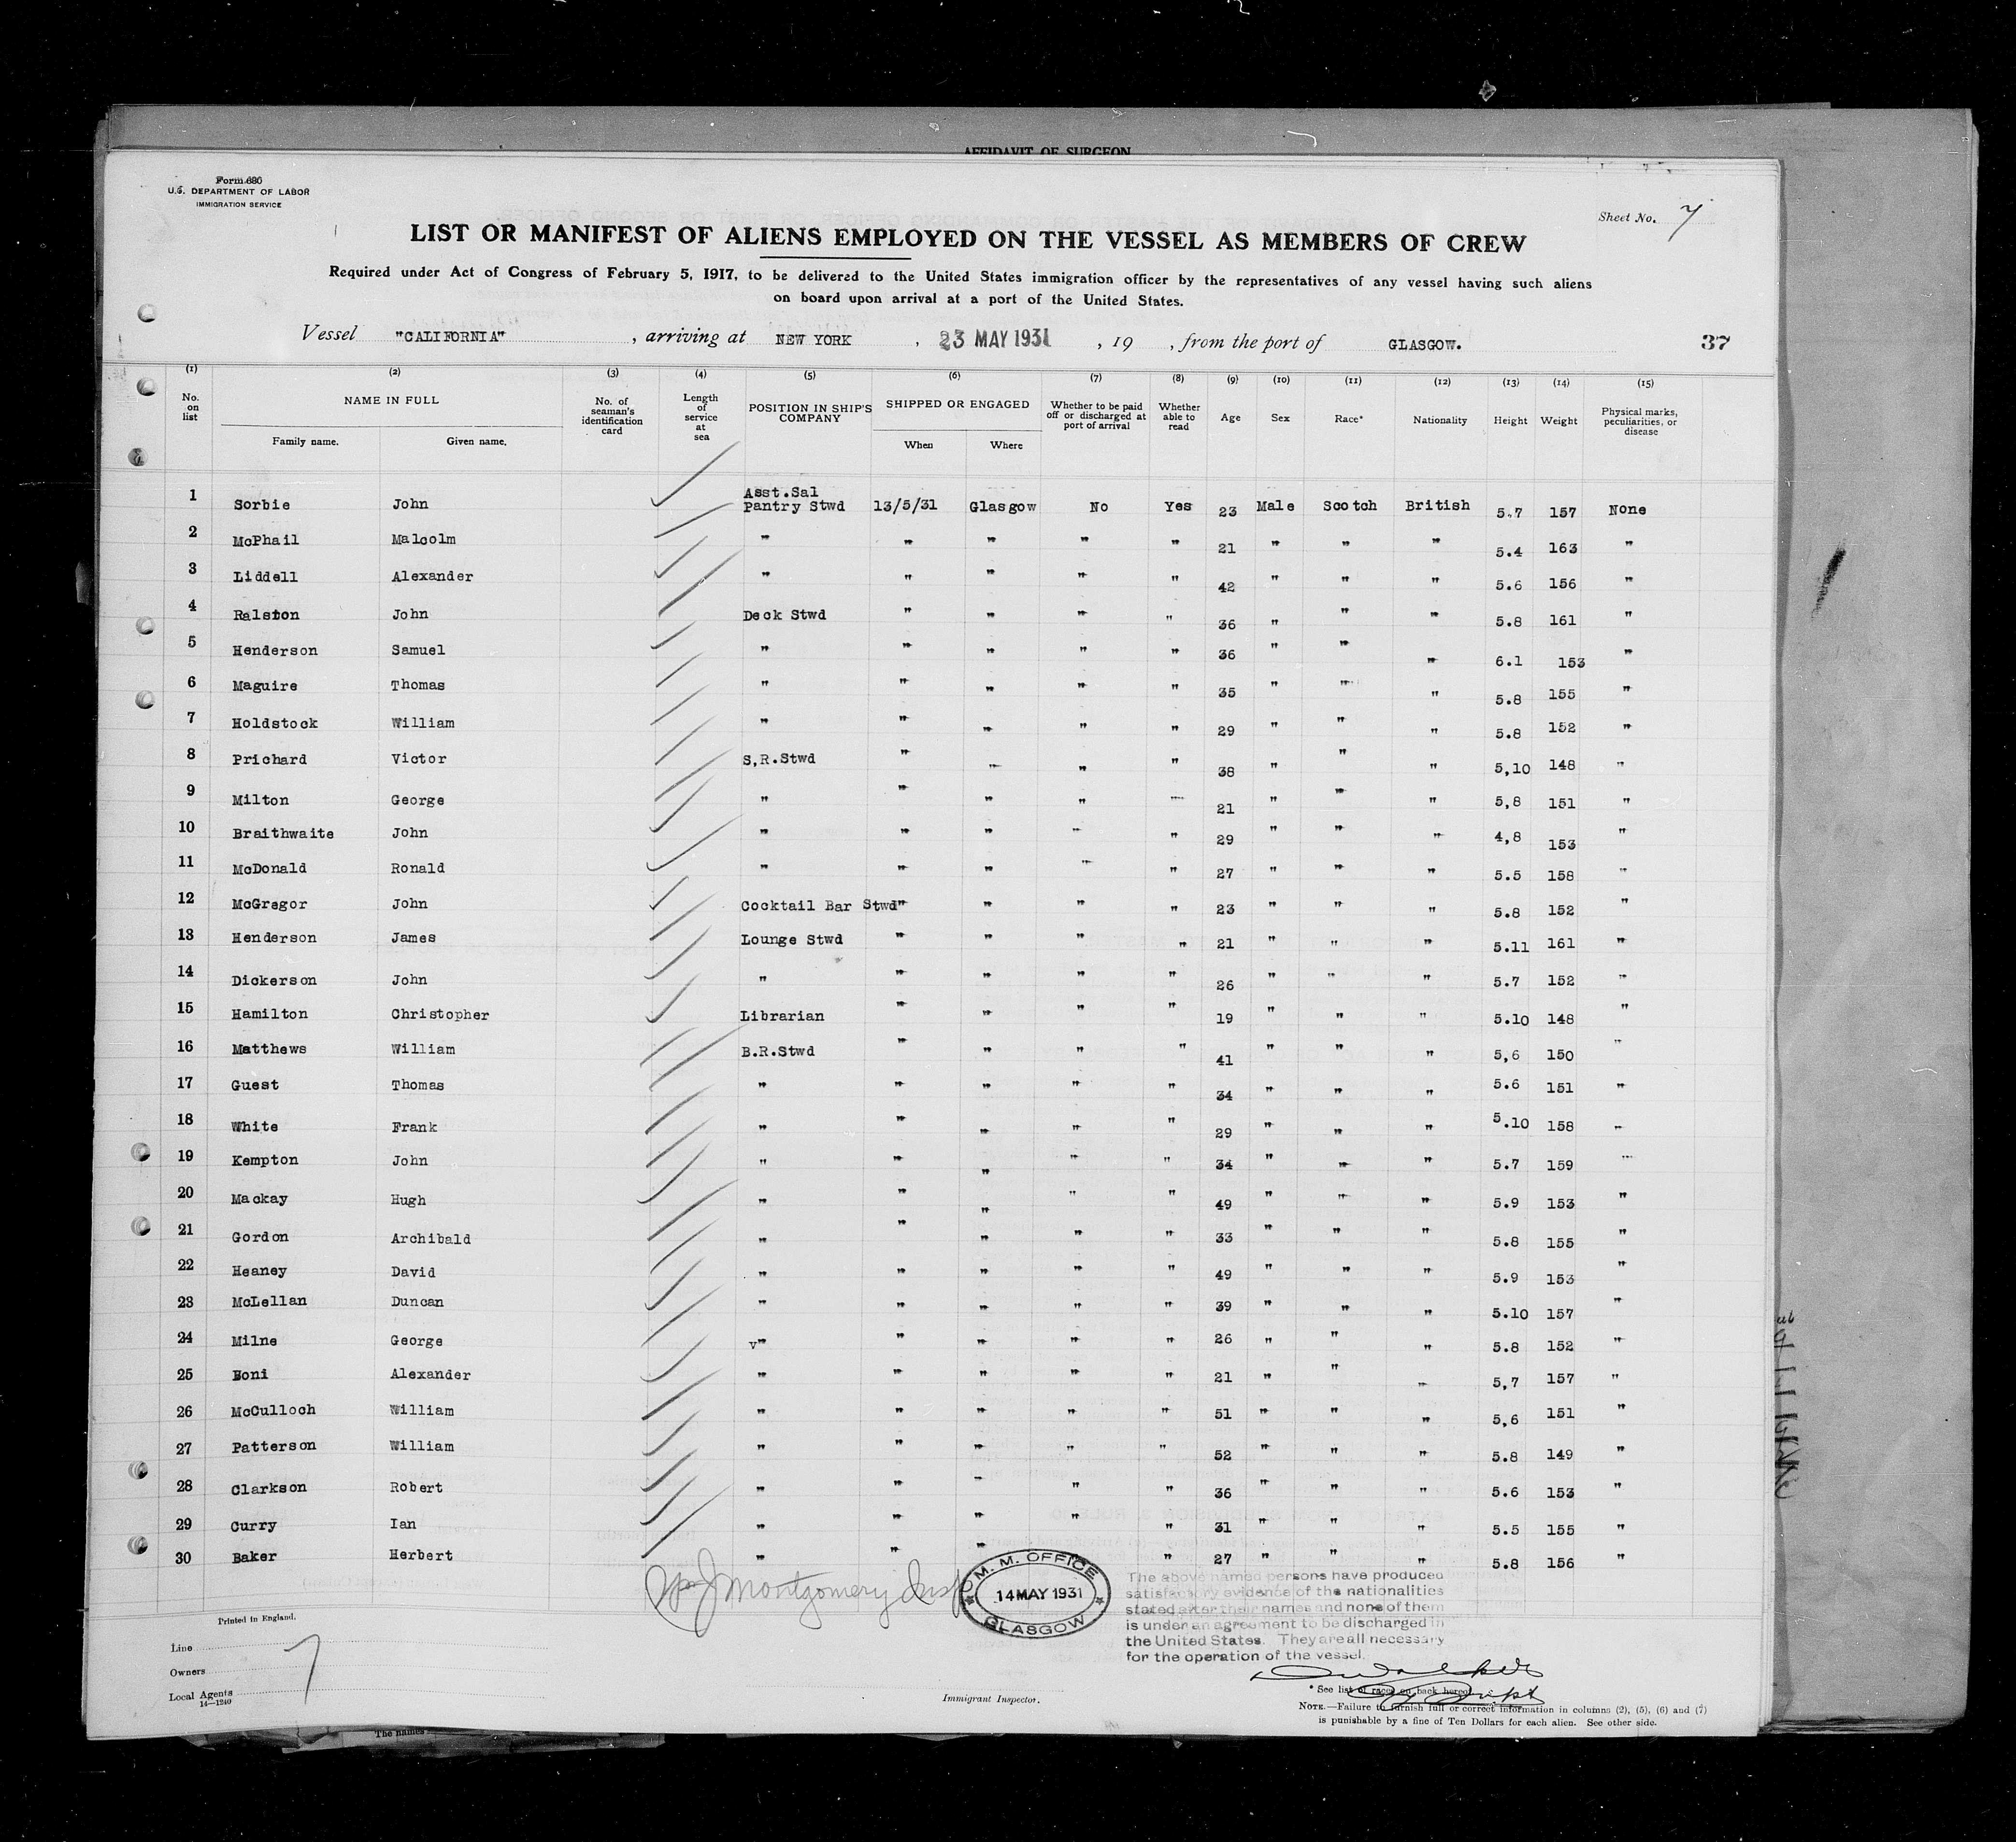 AFFIDAVIT OF SURGEON
Form 680
U.S. DEPARTMENT OF LABOR
IMMIGRATION SERVICE
Sheet No. 7
LIST OR MANIFEST OF ALIENS EMPLOYED ON THE VESSEL AS MEMBERS OF CREW
Required under Act of Congress of February 5, 1917, to be delivered to the United States immigration officer by the representatives of any vessel having such aliens
on board upon arrival at a port of the United States.
Vessel "CALIFORNIA", arriving at NEW YORK, 23 MAY 1931, 19 , from the port of GLASGOW. 37
(1) (2) (3) (4) (5) (6) (7) (8) (9) (10) (11) (12) (13) (14) (15)
No. on list NAME IN FULL Family name. Given name. No. of seaman's identification card Length of service at sea POSITION IN SHIP'S COMPANY SHIPPED OR ENGAGED When Where Whether to be paid off or discharged at port of arrival Whether able to read Age Sex Race* Nationality Height Weight Physical marks, peculiarities, or disease
1 Sorbie John Asst.Sal Pantry Stwd 13/5/31 Glasgow No Yes 23 Male Scotch British 5.7 157 None
2 McPhail Malcolm " " " " " 21 " " " 5.4 163 "
3 Liddell Alexander " " " " " 42 " " " 5.6 156 "
4 Ralston John Deck Stwd " " " " 36 " " " 5.8 161 "
5 Henderson Samuel " " " " " 36 " " " 6.1 153 "
6 Maguire Thomas " " " " " 35 " " " 5.8 155 "
7 Holdstock William " " " " " 29 " " " 5.8 152 "
8 Prichard Victor S,R.Stwd " " " " 38 " " " 5,10 148 "
9 Milton George " " " " " 21 " " " 5,8 151 "
10 Braithwaite John " " " " " 29 " " " 4,8 153 "
11 McDonald Ronald " " " " " 27 " " " 5.5 158 "
12 McGregor John Cocktail Bar Stwd " " " " 23 " " " 5.8 152 "
13 Henderson James Lounge Stwd " " " " 21 " " " 5.11 161 "
14 Dickerson John " " " " " 26 " " " 5.7 152 "
15 Hamilton Christopher Librarian " " " " 19 " " " 5.10 148 "
16 Matthews William B.R.Stwd " " " " 41 " " " 5,6 150 "
17 Guest Thomas " " " " " 34 " " " 5.6 151 "
18 White Frank " " " " " 29 " " " 5.10 158 "
19 Kempton John " " " " " 34 " " " 5.7 159 "
20 Mackay Hugh " " " " " 49 " " " 5.9 153 "
21 Gordon Archibald " " " " " 33 " " " 5.8 155 "
22 Heaney David " " " " " 49 " " " 5.9 153 "
23 McLellan Duncan " " " " " 39 " " " 5.10 157 "
24 Milne George v" " " " " 26 " " " 5.8 152 "
25 Boni Alexander " " " " " 21 " " " 5,7 157 "
26 McCulloch William " " " " " 51 " " " 5,6 151 "
27 Patterson William " " " " " 52 " " " 5.8 149 "
28 Clarkson Robert " " " " " 36 " " " 5.6 153 "
29 Curry Ian " " " " " 31 " " " 5.5 155 "
30 Baker Herbert " " " " 27 " " " 5.8 156 "
Wm J Montgomery Insp
M. M. OFFICE
14 MAY 1931
GLASGOW
The above named persons have produced
satisfactory evidence of the nationalities
stated after their names and none of them
is under an agreement to be discharged in
the United States. They are all necessary
for the operation of the vessel.
Printed in England.
Line
Owners
Local Agents
14—1240
7
Immigrant Inspector.
* See list of races on back hereof.
NOTE.—Failure to furnish full or correct information in columns (2), (5), (6) and (7)
is punishable by a fine of Ten Dollars for each alien. See other side.
The names